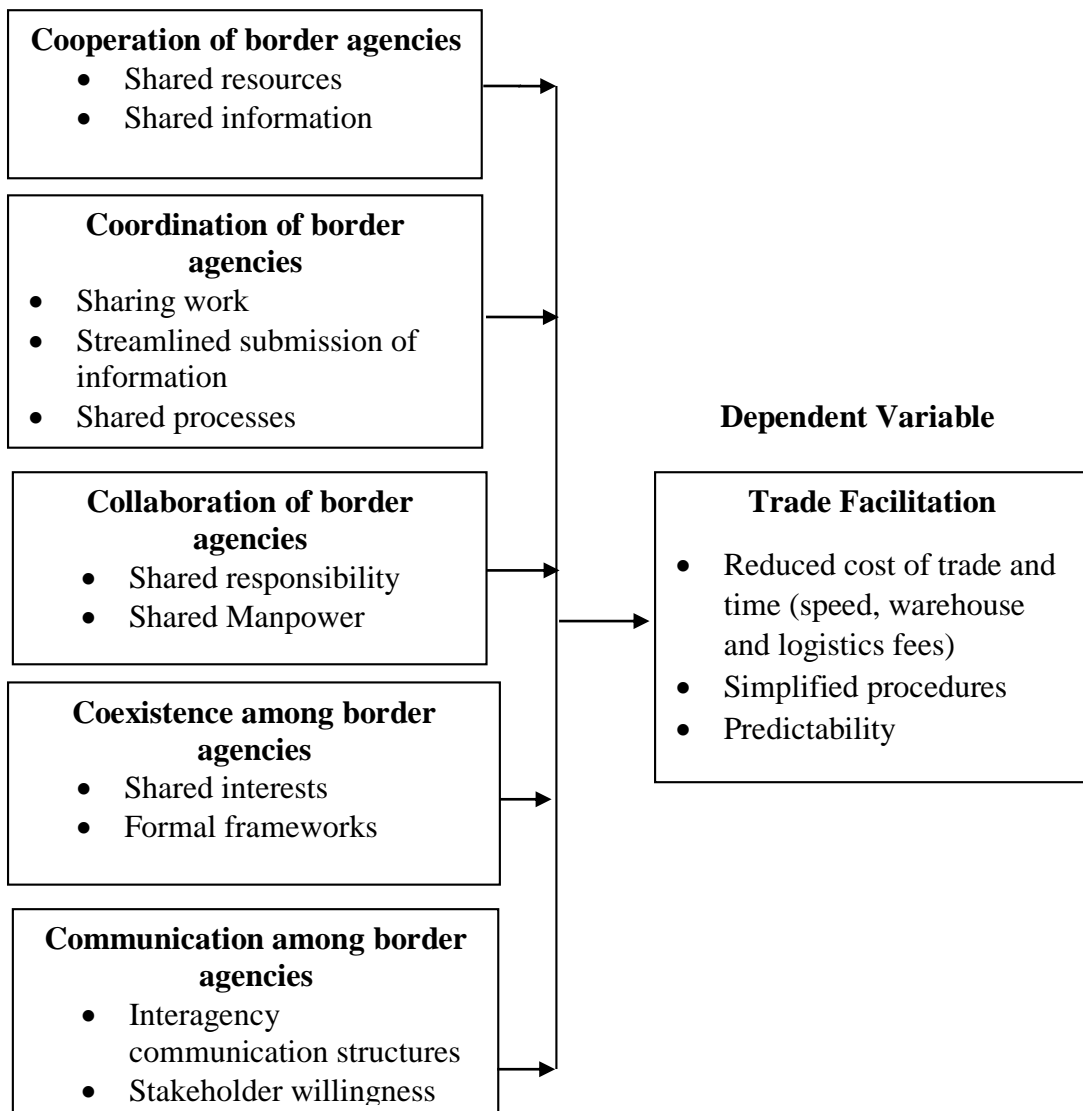 Cooperation of border agencies
• Shared resources
• Shared information
Coordination of border
agencies
• Sharing work
• Streamlined submission of
information
• Shared processes
Collaboration of border
agencies
• Shared responsibility
• Shared Manpower
Coexistence among border
agencies
• Shared interests
• Formal frameworks
Communication among border
agencies
• Interagency
communication structures
• Stakeholder willingness
Dependent Variable
Trade Facilitation
• Reduced cost of trade and
time (speed, warehouse
and logistics fees)
• Simplified procedures
• Predictability